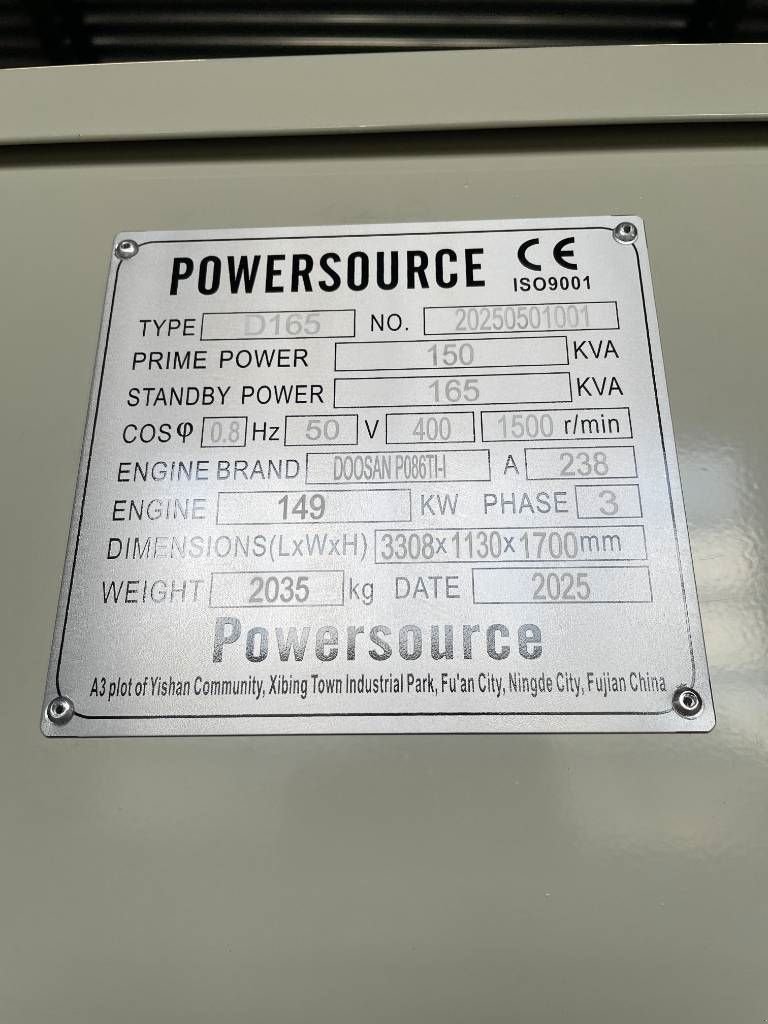 POWERSOURCE CE
ISO9001
TYPE D165 NO. 20250501001
PRIME POWER 150 KVA
STANDBY POWER 165 KVA
COSφ 0.8 Hz 50 V 400 1500 r/min
ENGINE BRAND DOOSAN P086TI-I A 238
ENGINE 149 KW PHASE 3
DIMENSIONS(LxWxH) 3308x1130x1700mm
WEIGHT 2035 kg DATE 2025
Powersource
A3 plot of Yishan Community, Xibing Town Industrial Park, Fu'an City, Ningde City, Fujian China